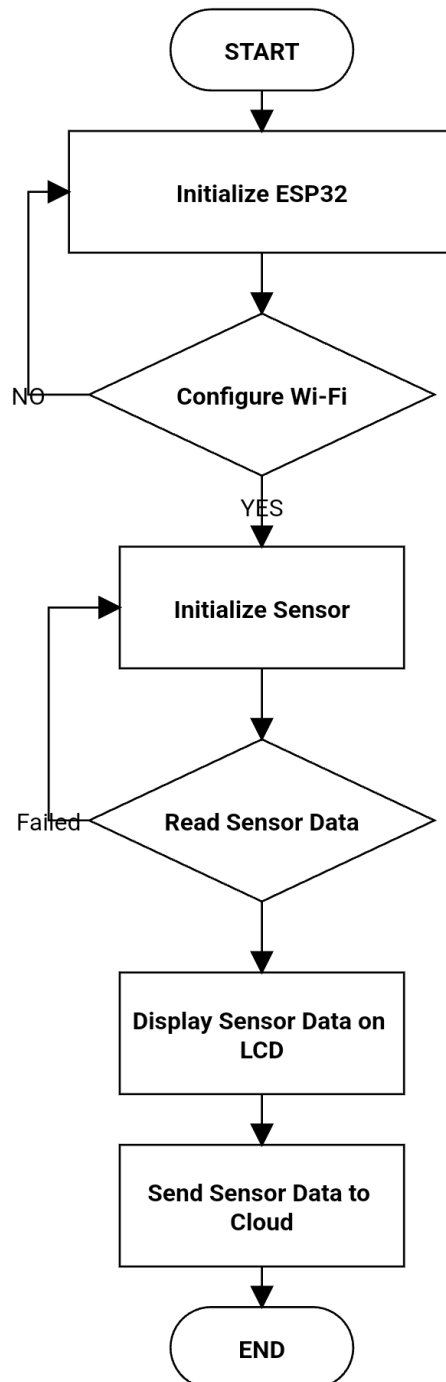 START
Initialize ESP32
Configure Wi-Fi
NO
YES
Initialize Sensor
Read Sensor Data
Failed
Display Sensor Data on
LCD
Send Sensor Data to
Cloud
END